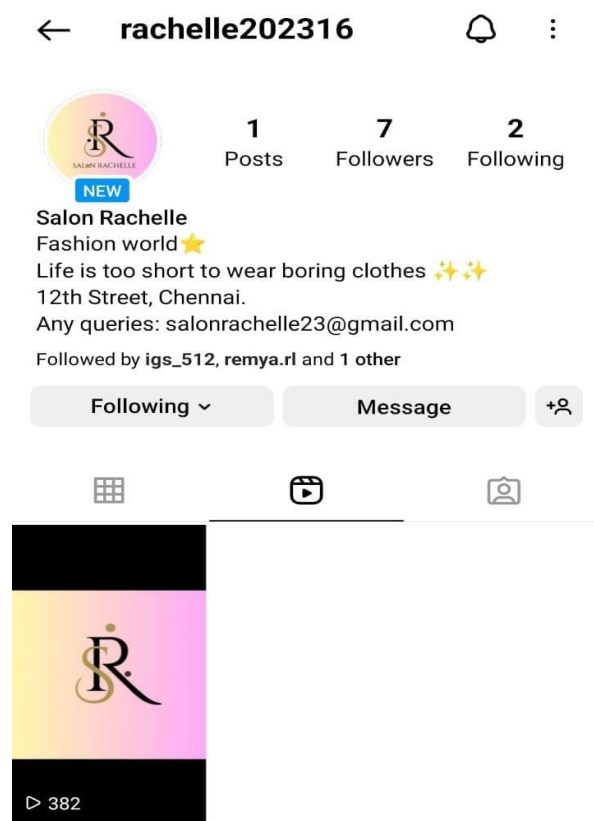 rachelle202316
SR
SALON RACHELLE
NEW
1 7 2
Posts Followers Following
Salon Rachelle
Fashion world⭐
Life is too short to wear boring clothes ✨✨
12th Street, Chennai.
Any queries: salonrachelle23@gmail.com
Followed by igs_512, remya.rl and 1 other
Following Message
SR
382